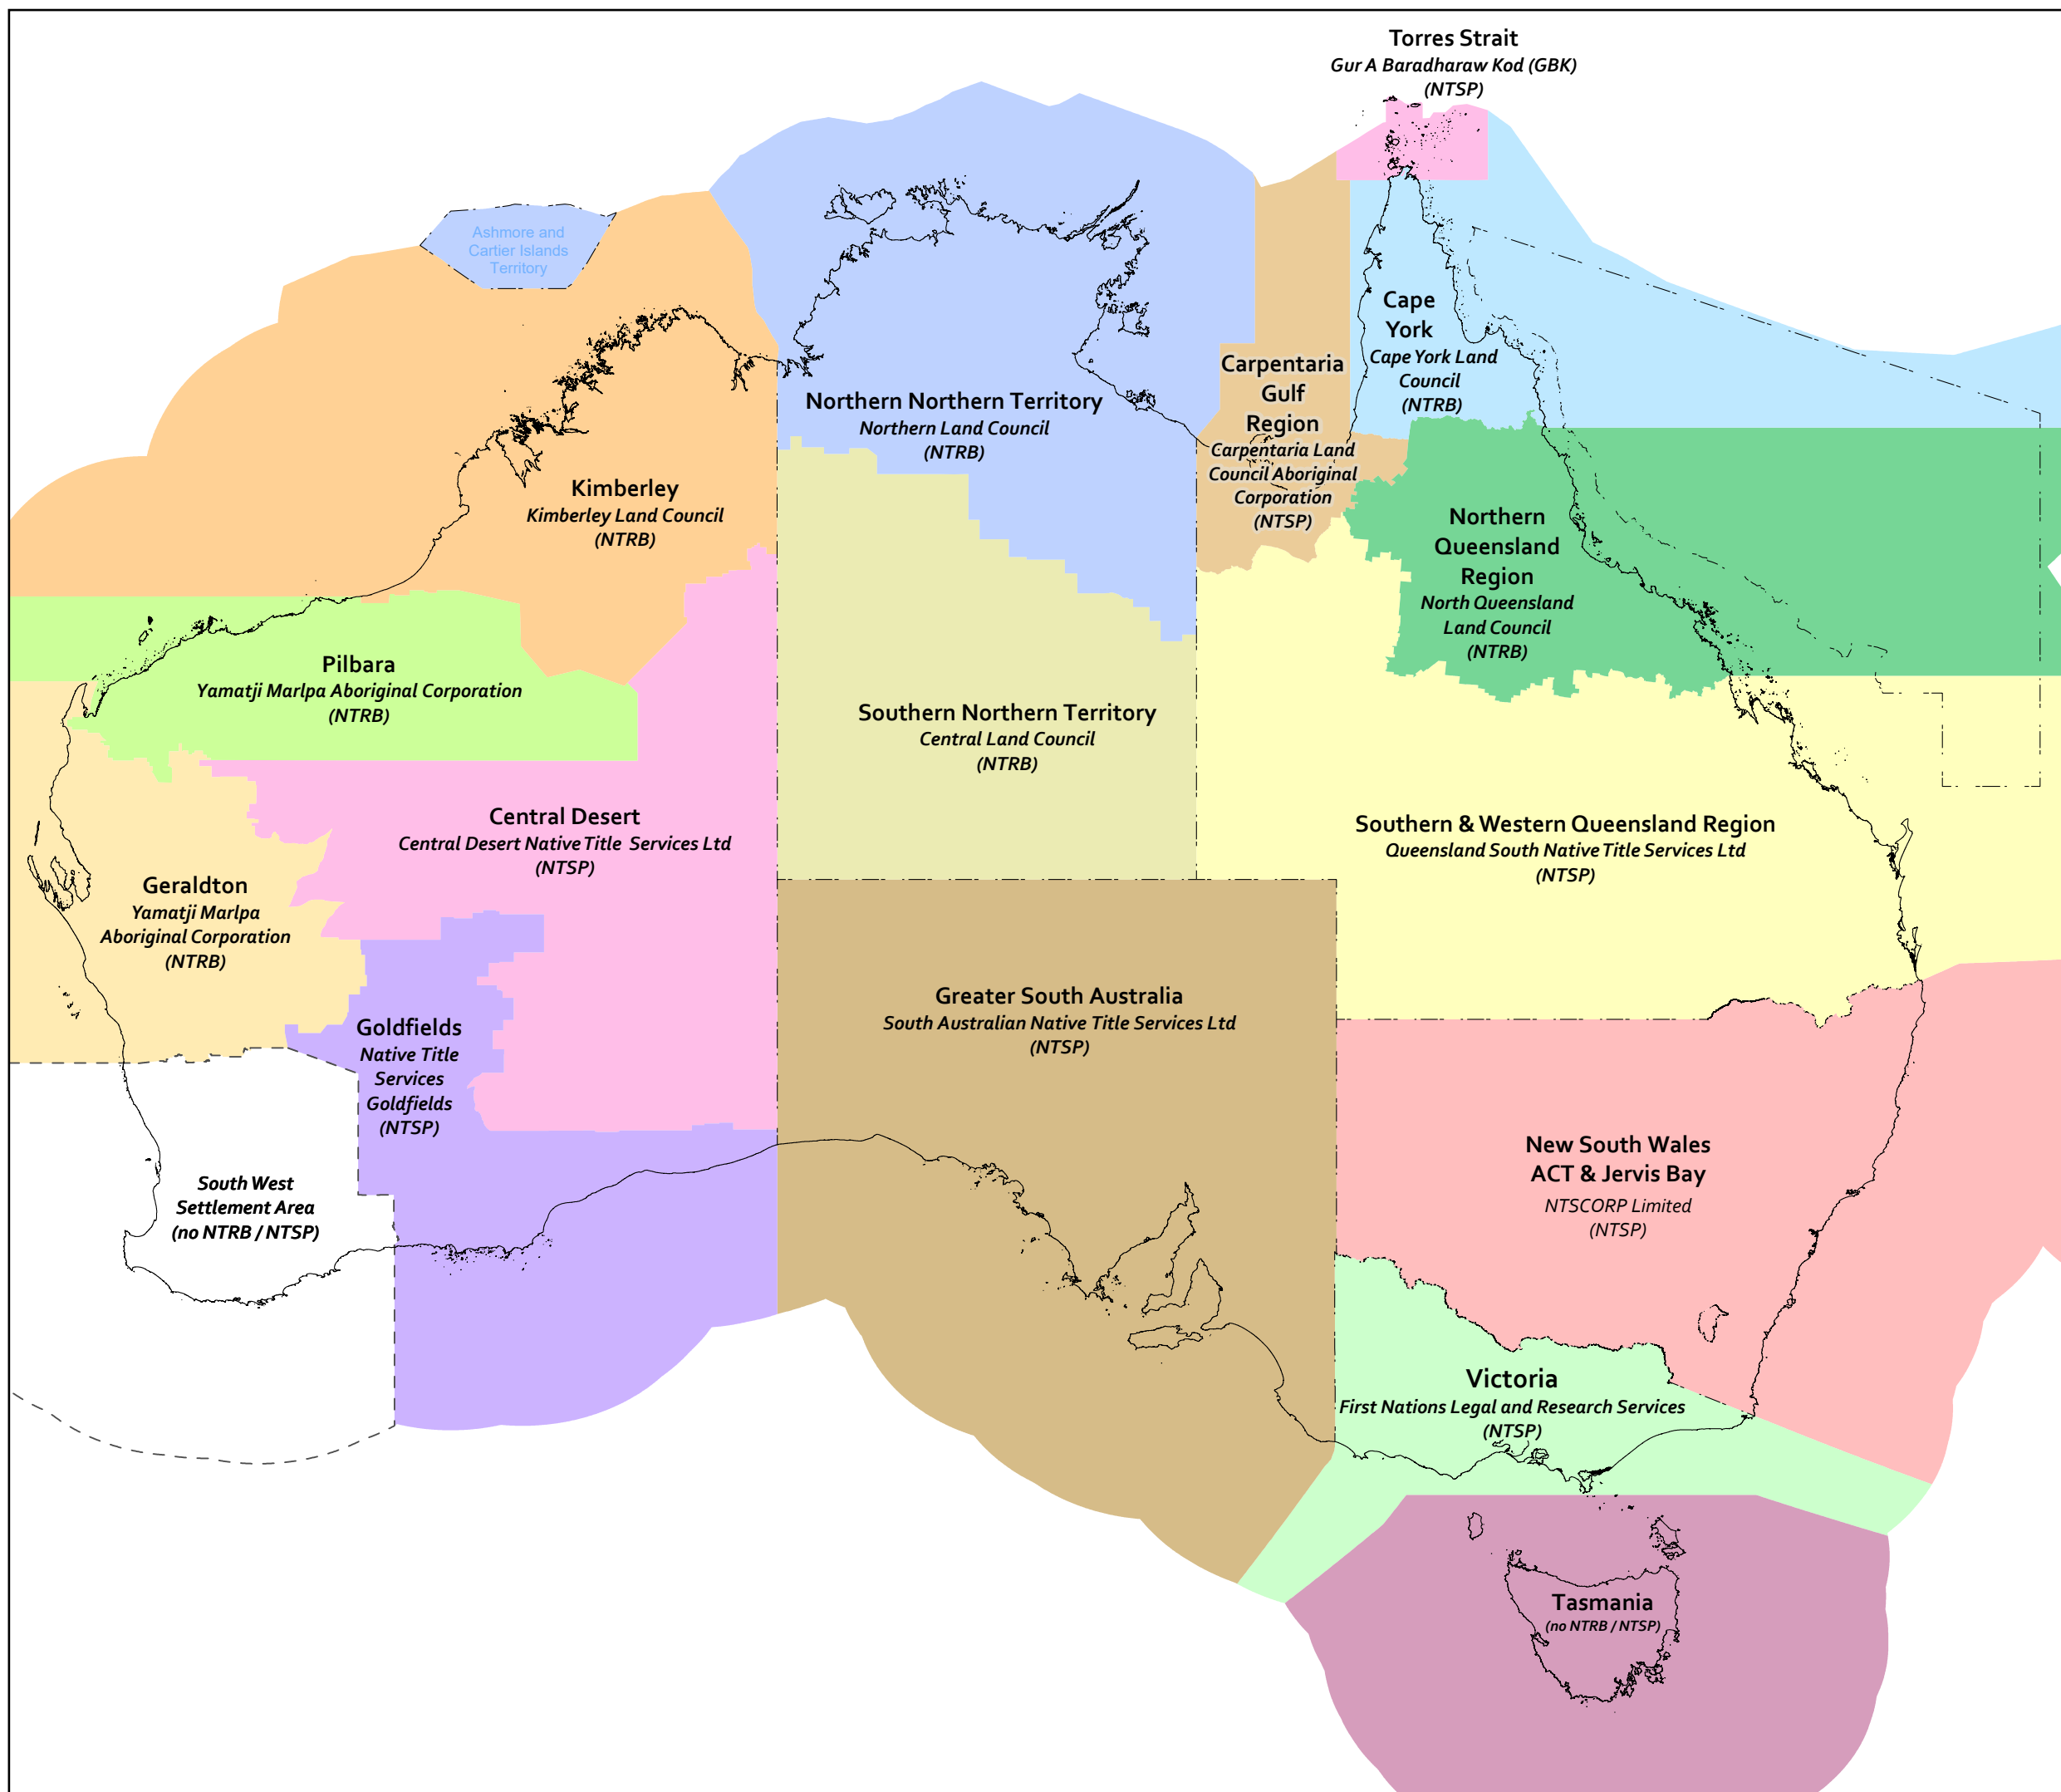 Torres Strait
Gur A Baradharaw Kod (GBK)
(NTSP)
Ashmore and
Cartier Islands
Territory
Cape
York
Cape York Land
Council
(NTRB)
Carpentaria
Gulf
Region
Carpentaria Land
Council Aboriginal
Corporation
(NTSP)
Northern Northern Territory
Northern Land Council
(NTRB)
Kimberley
Kimberley Land Council
(NTRB)
Northern
Queensland
Region
North Queensland
Land Council
(NTRB)
Pilbara
Yamatji Marlpa Aboriginal Corporation
(NTRB)
Southern Northern Territory
Central Land Council
(NTRB)
Central Desert
Central Desert Native Title Services Ltd
(NTSP)
Southern & Western Queensland Region
Queensland South Native Title Services Ltd
(NTSP)
Geraldton
Yamatji Marlpa
Aboriginal Corporation
(NTRB)
Greater South Australia
South Australian Native Title Services Ltd
(NTSP)
Goldfields
Native Title
Services
Goldfields
(NTSP)
New South Wales
ACT & Jervis Bay
NTSCORP Limited
(NTSP)
South West
Settlement Area
(no NTRB / NTSP)
Victoria
First Nations Legal and Research Services
(NTSP)
Tasmania
(no NTRB / NTSP)